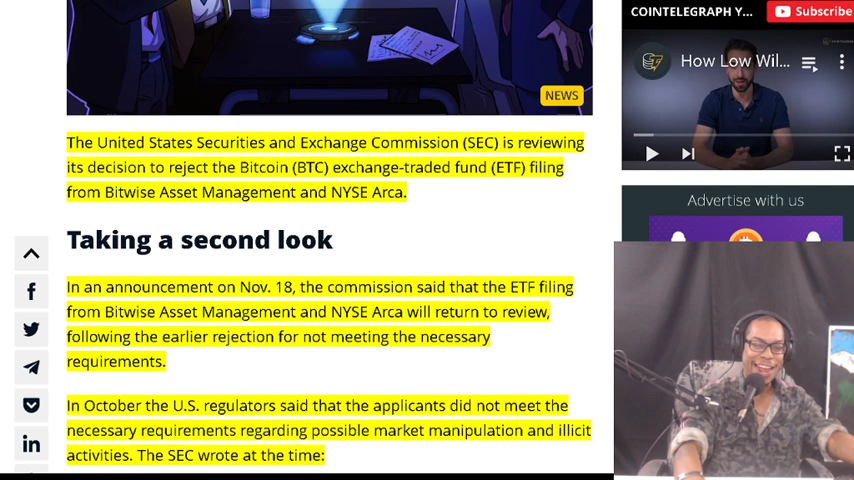 COINTELEGRAPH Y...
Subscribe
How Low Wil...
NEWS
The United States Securities and Exchange Commission (SEC) is reviewing
its decision to reject the Bitcoin (BTC) exchange-traded fund (ETF) filing
from Bitwise Asset Management and NYSE Arca.
Advertise with us
Taking a second look
In an announcement on Nov. 18, the commission said that the ETF filing
from Bitwise Asset Management and NYSE Arca will return to review,
following the earlier rejection for not meeting the necessary
requirements.
In October the U.S. regulators said that the applicants did not meet the
necessary requirements regarding possible market manipulation and illicit
activities. The SEC wrote at the time: